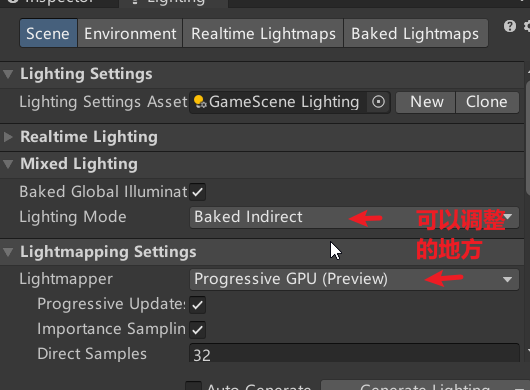 Lighting
Scene Environment Realtime Lightmaps Baked Lightmaps
Lighting Settings
Lighting Settings Asset GameScene Lighting New Clone
Realtime Lighting
Mixed Lighting
Baked Global Illuminat
Lighting Mode Baked Indirect 可以调整
的地方
Lightmapping Settings
Lightmapper Progressive GPU (Preview)
Progressive Update
Importance Samplin
Direct Samples 32
Auto Generate Generate Lighting